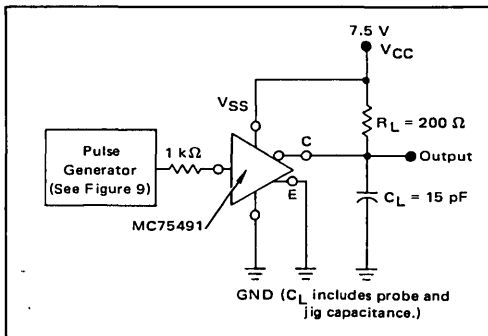 7.5 V
VCC
VSS
RL = 200 Ω
Pulse
Generator
(See Figure 9)
1 kΩ
C
Output
E
CL = 15 pF
MC75491
GND (CL includes probe and
jig capacitance.)